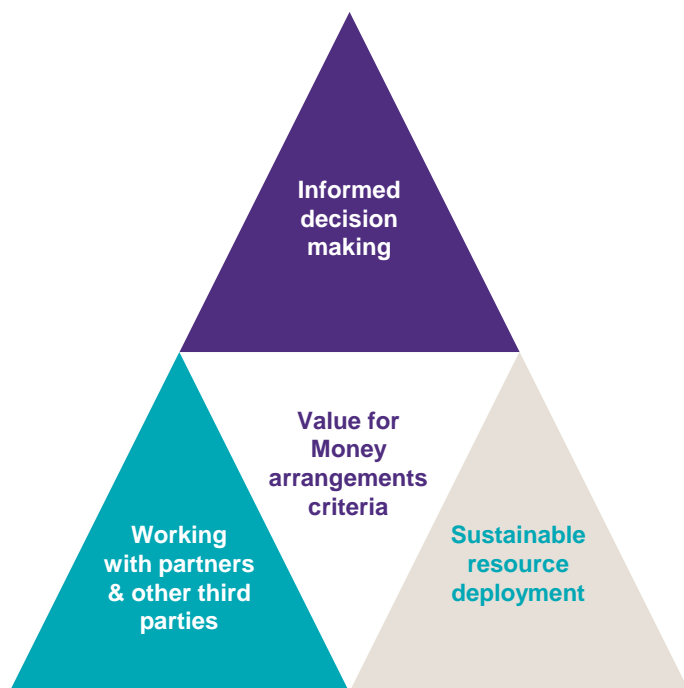 Informed
decision
making
Value for
Money
arrangements
criteria
Working
with partners
& other third
parties
Sustainable
resource
deployment